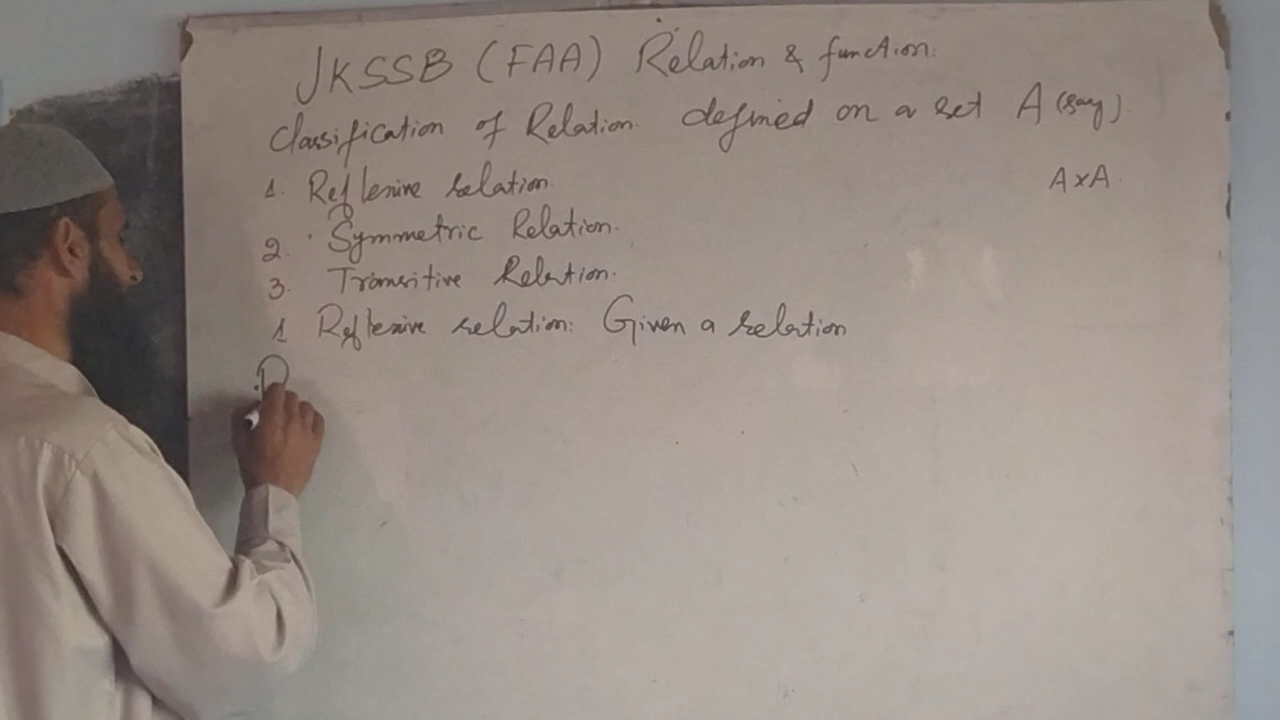 JKSSB (FAA) Relation & function.
Classification of Relation defined on a set A (say).
1. Reflexive relation. A×A.
2. Symmetric Relation.
3. Transitive Relation.
1 Reflexive relation: Given a relation
R